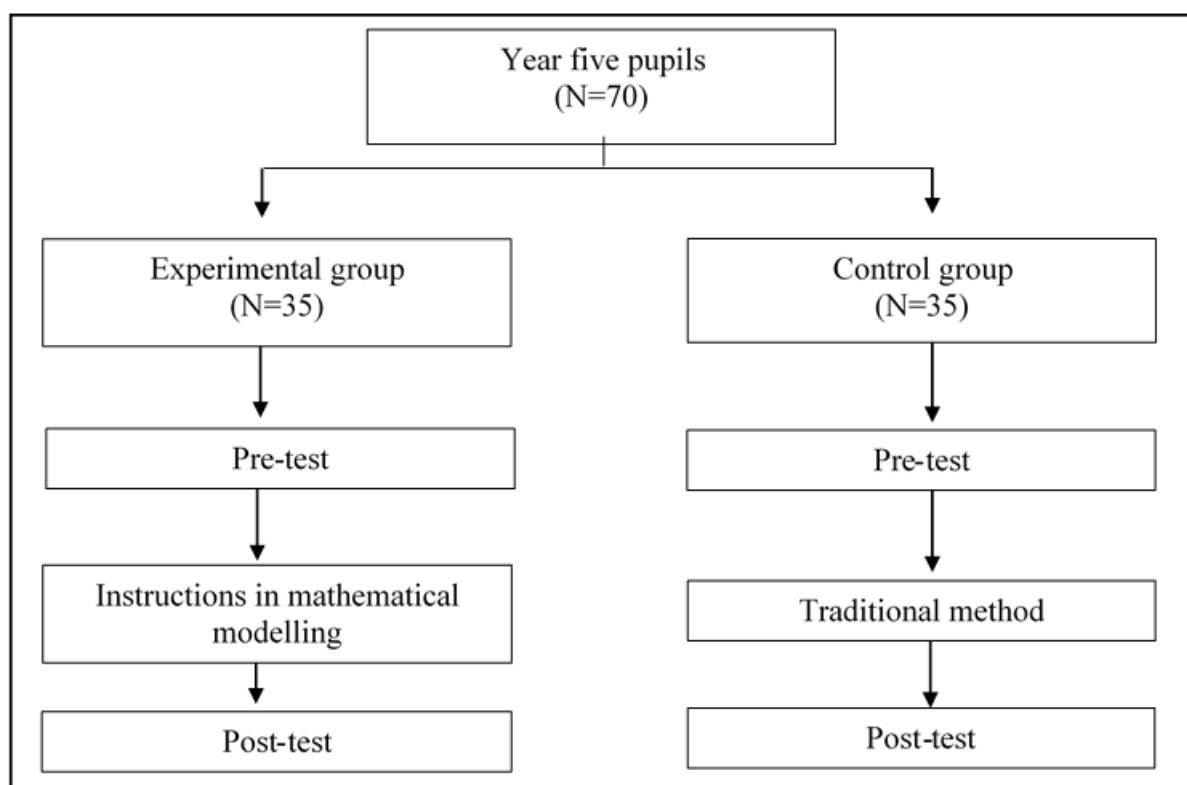 Year five pupils
(N=70)
Experimental group
(N=35)
Control group
(N=35)
Pre-test
Pre-test
Instructions in mathematical
modelling
Traditional method
Post-test
Post-test